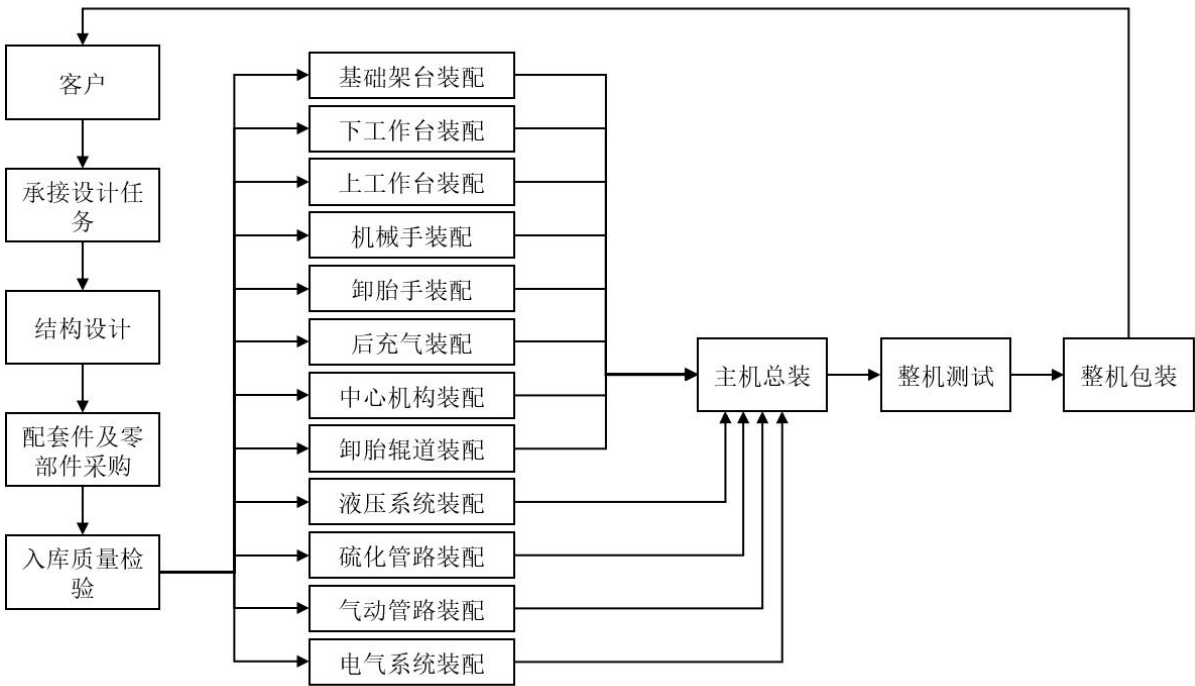 客户
承接设计任
务
结构设计
配套件及零
部件采购
入库质量检
验
基础架台装配
下工作台装配
上工作台装配
机械手装配
卸胎手装配
后充气装配
中心机构装配
卸胎辊道装配
液压系统装配
硫化管路装配
气动管路装配
电气系统装配
主机总装
整机测试
整机包装